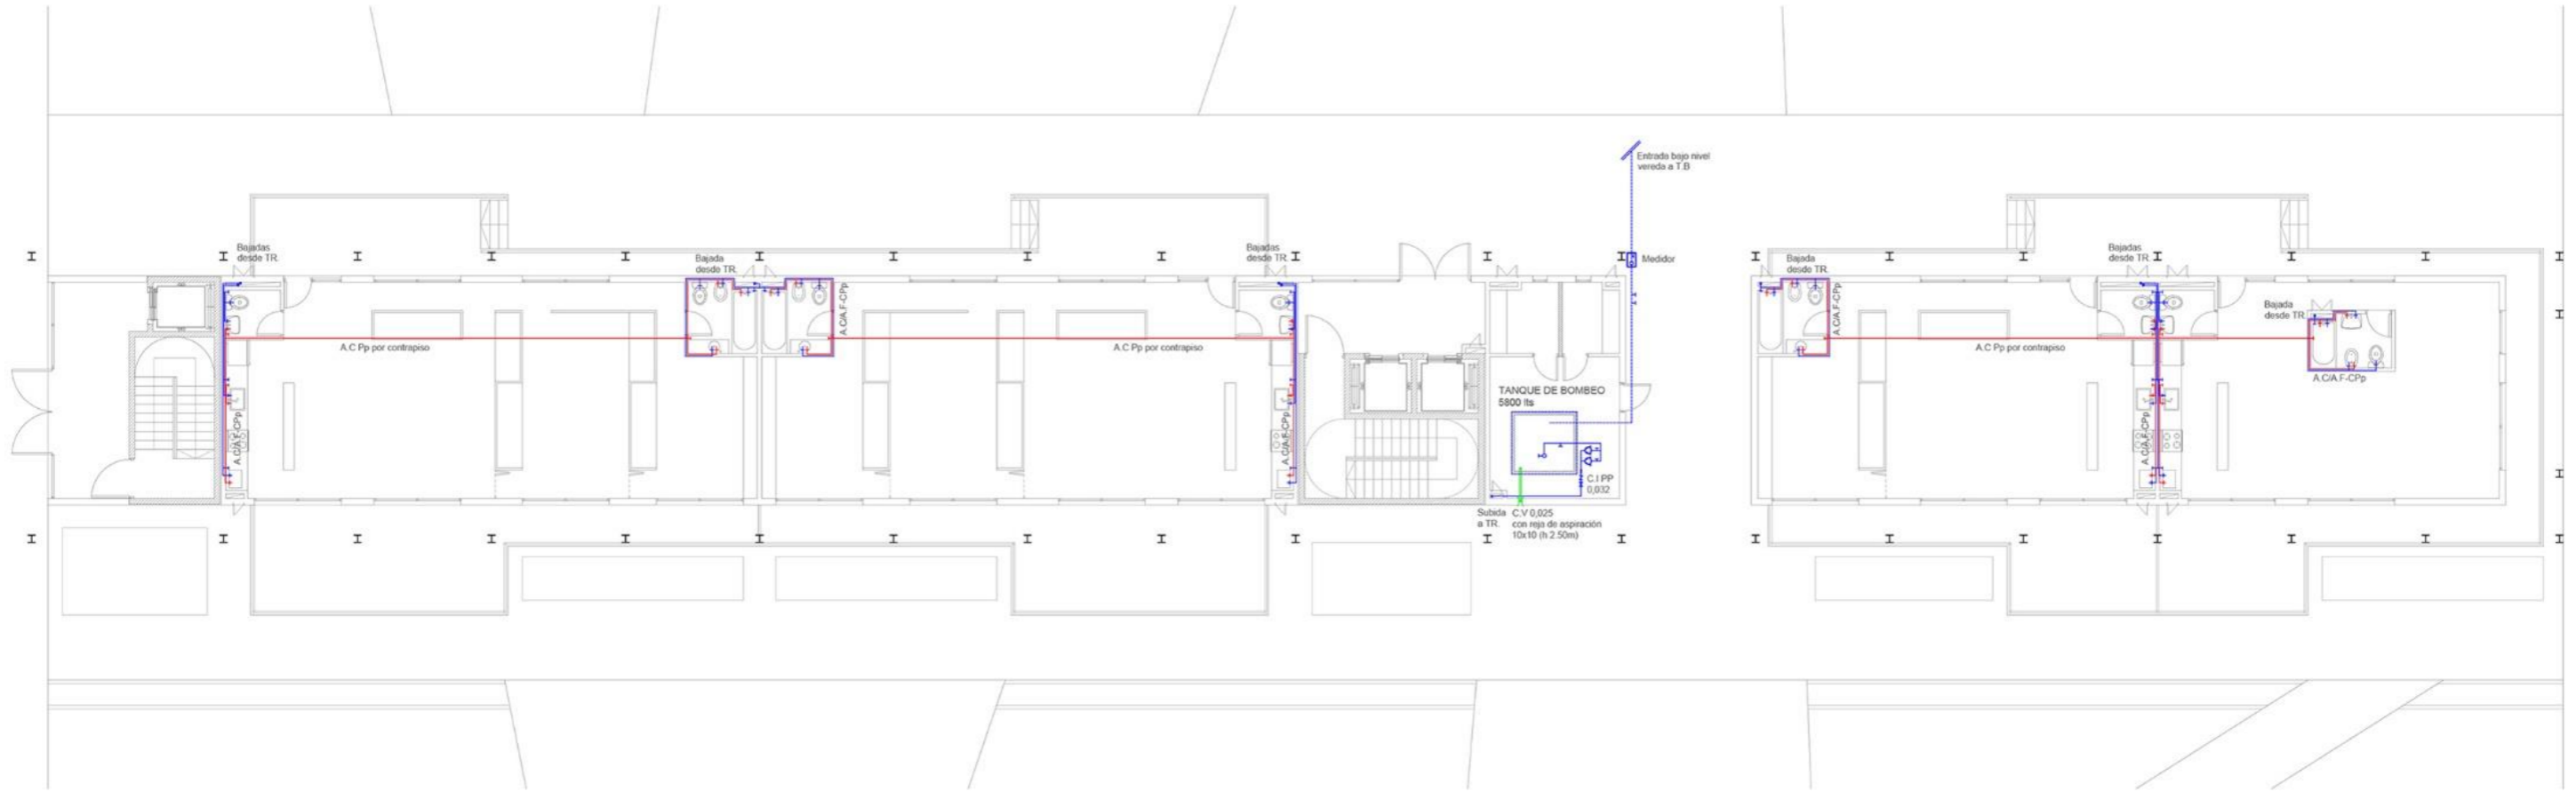 Entrada bajo nivel
vereda a T.B
Medidor
Bajadas
desde TR.
Bajada
desde TR.
Bajadas
desde TR.
Bajada
desde TR.
Bajadas
desde TR.
Bajada
desde TR.
A.C Pp por contrapiso
A.C/A.F-CPp
A.C Pp por contrapiso
A.C/A.F-CPp
A.C Pp por contrapiso
A.C/A.F-CPp
A.C/A.F-CPp
A.C/A.F-CPp
A.C/A.F-CPp
TANQUE DE BOMBEO
5800 lts
C.I PP
0,032
Subida
a TR.
C.V 0,025
con reja de aspiración
10x10 (h 2.50m)